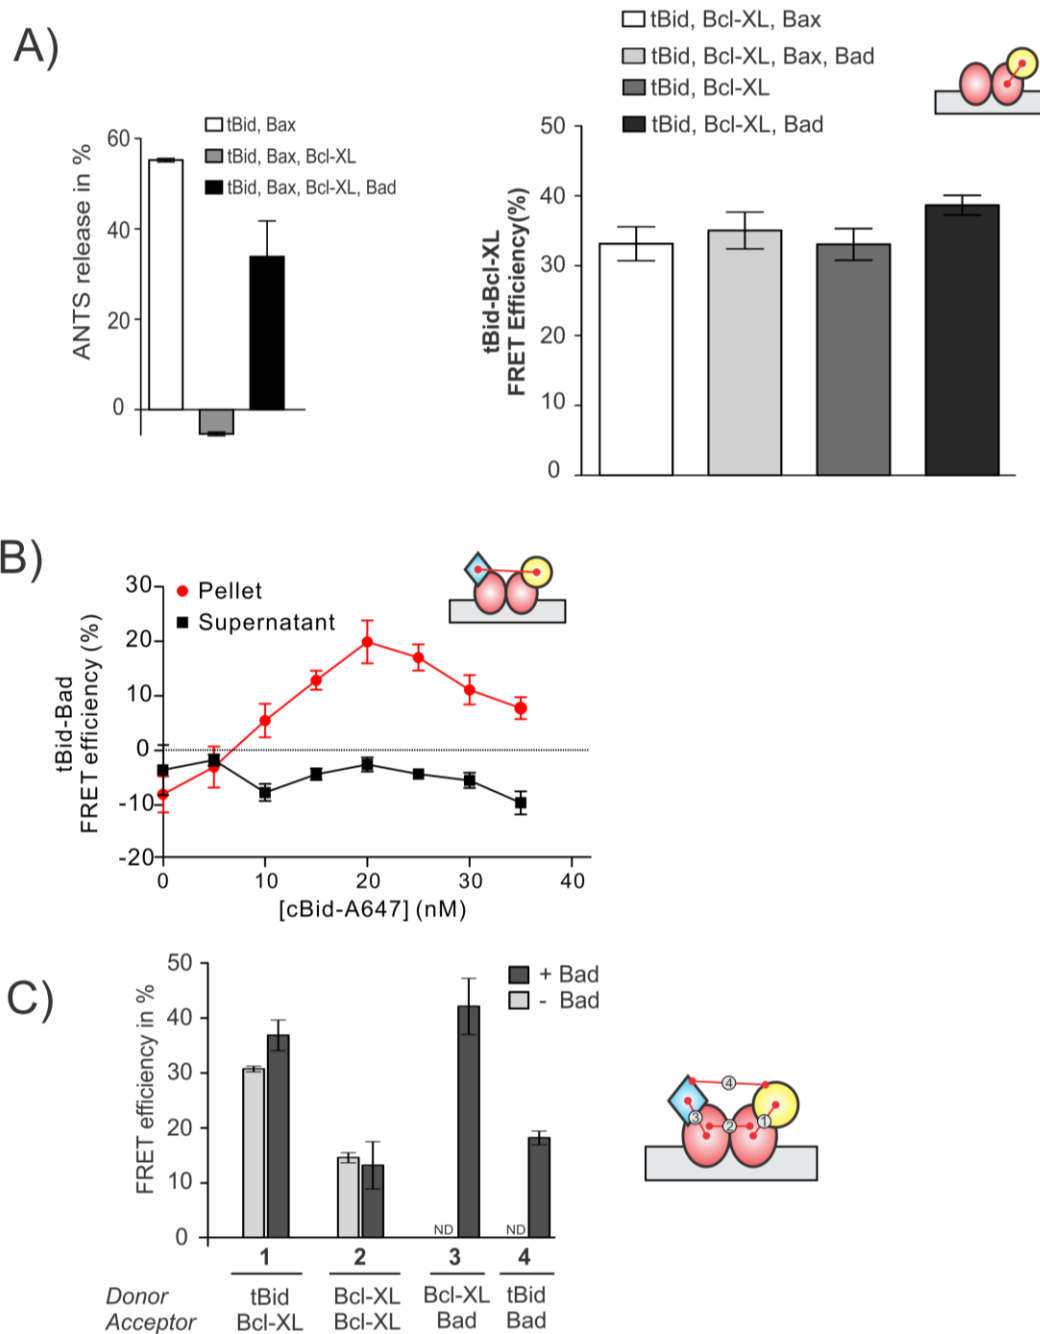 A)
tBid, Bax
tBid, Bax, Bcl-XL
tBid, Bax, Bcl-XL, Bad
ANTS release in %
60
40
20
0
tBid, Bcl-XL, Bax
tBid, Bcl-XL, Bax, Bad
tBid, Bcl-XL
tBid, Bcl-XL, Bad
tBid-Bcl-XL
FRET Efficiency(%)
50
40
30
20
10
0
B)
Pellet
Supernatant
tBid-Bad
FRET efficiency (%)
30
20
10
0
-10
-20
0 10 20 30 40
[cBid-A647] (nM)
C)
+ Bad
- Bad
FRET efficiency in %
50
40
30
20
10
0
ND ND
1 2 3 4
Donor tBid Bcl-XL Bcl-XL tBid
Acceptor Bcl-XL Bcl-XL Bad Bad
4
3 2 1